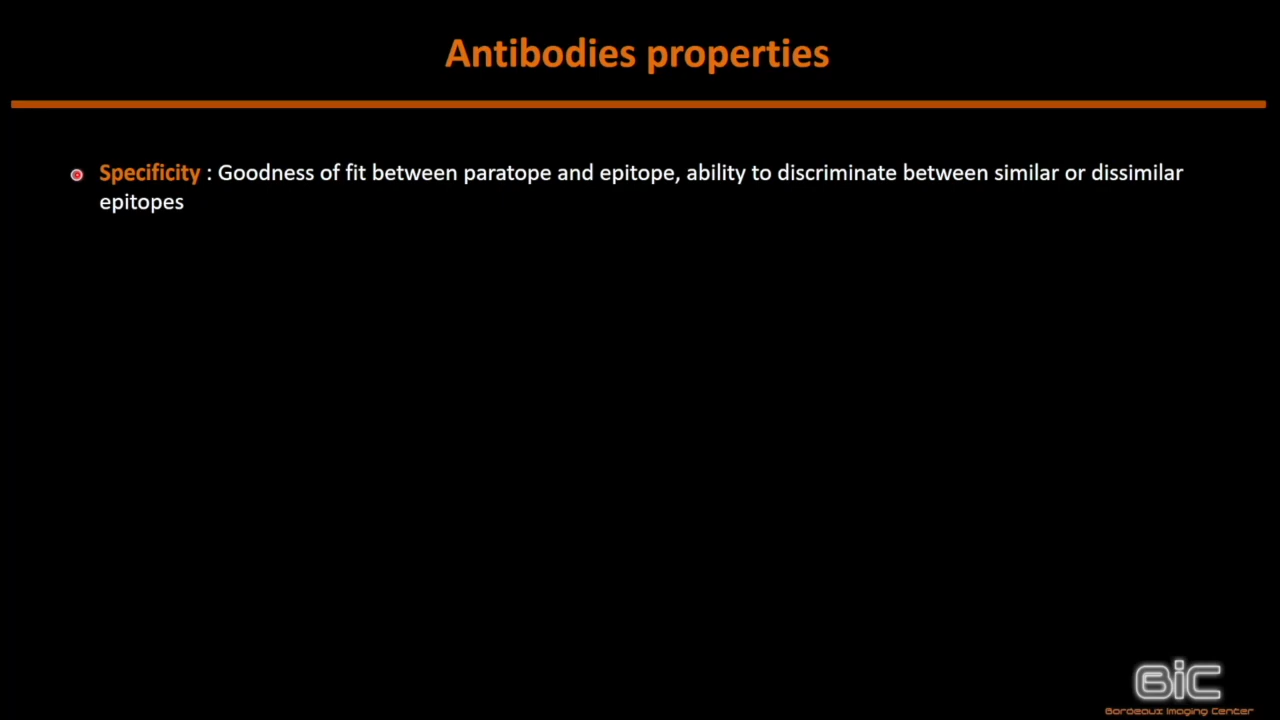 Antibodies properties
Specificity : Goodness of fit between paratope and epitope, ability to discriminate between similar or dissimilar
epitopes
BiC
Bordeaux Imaging Center